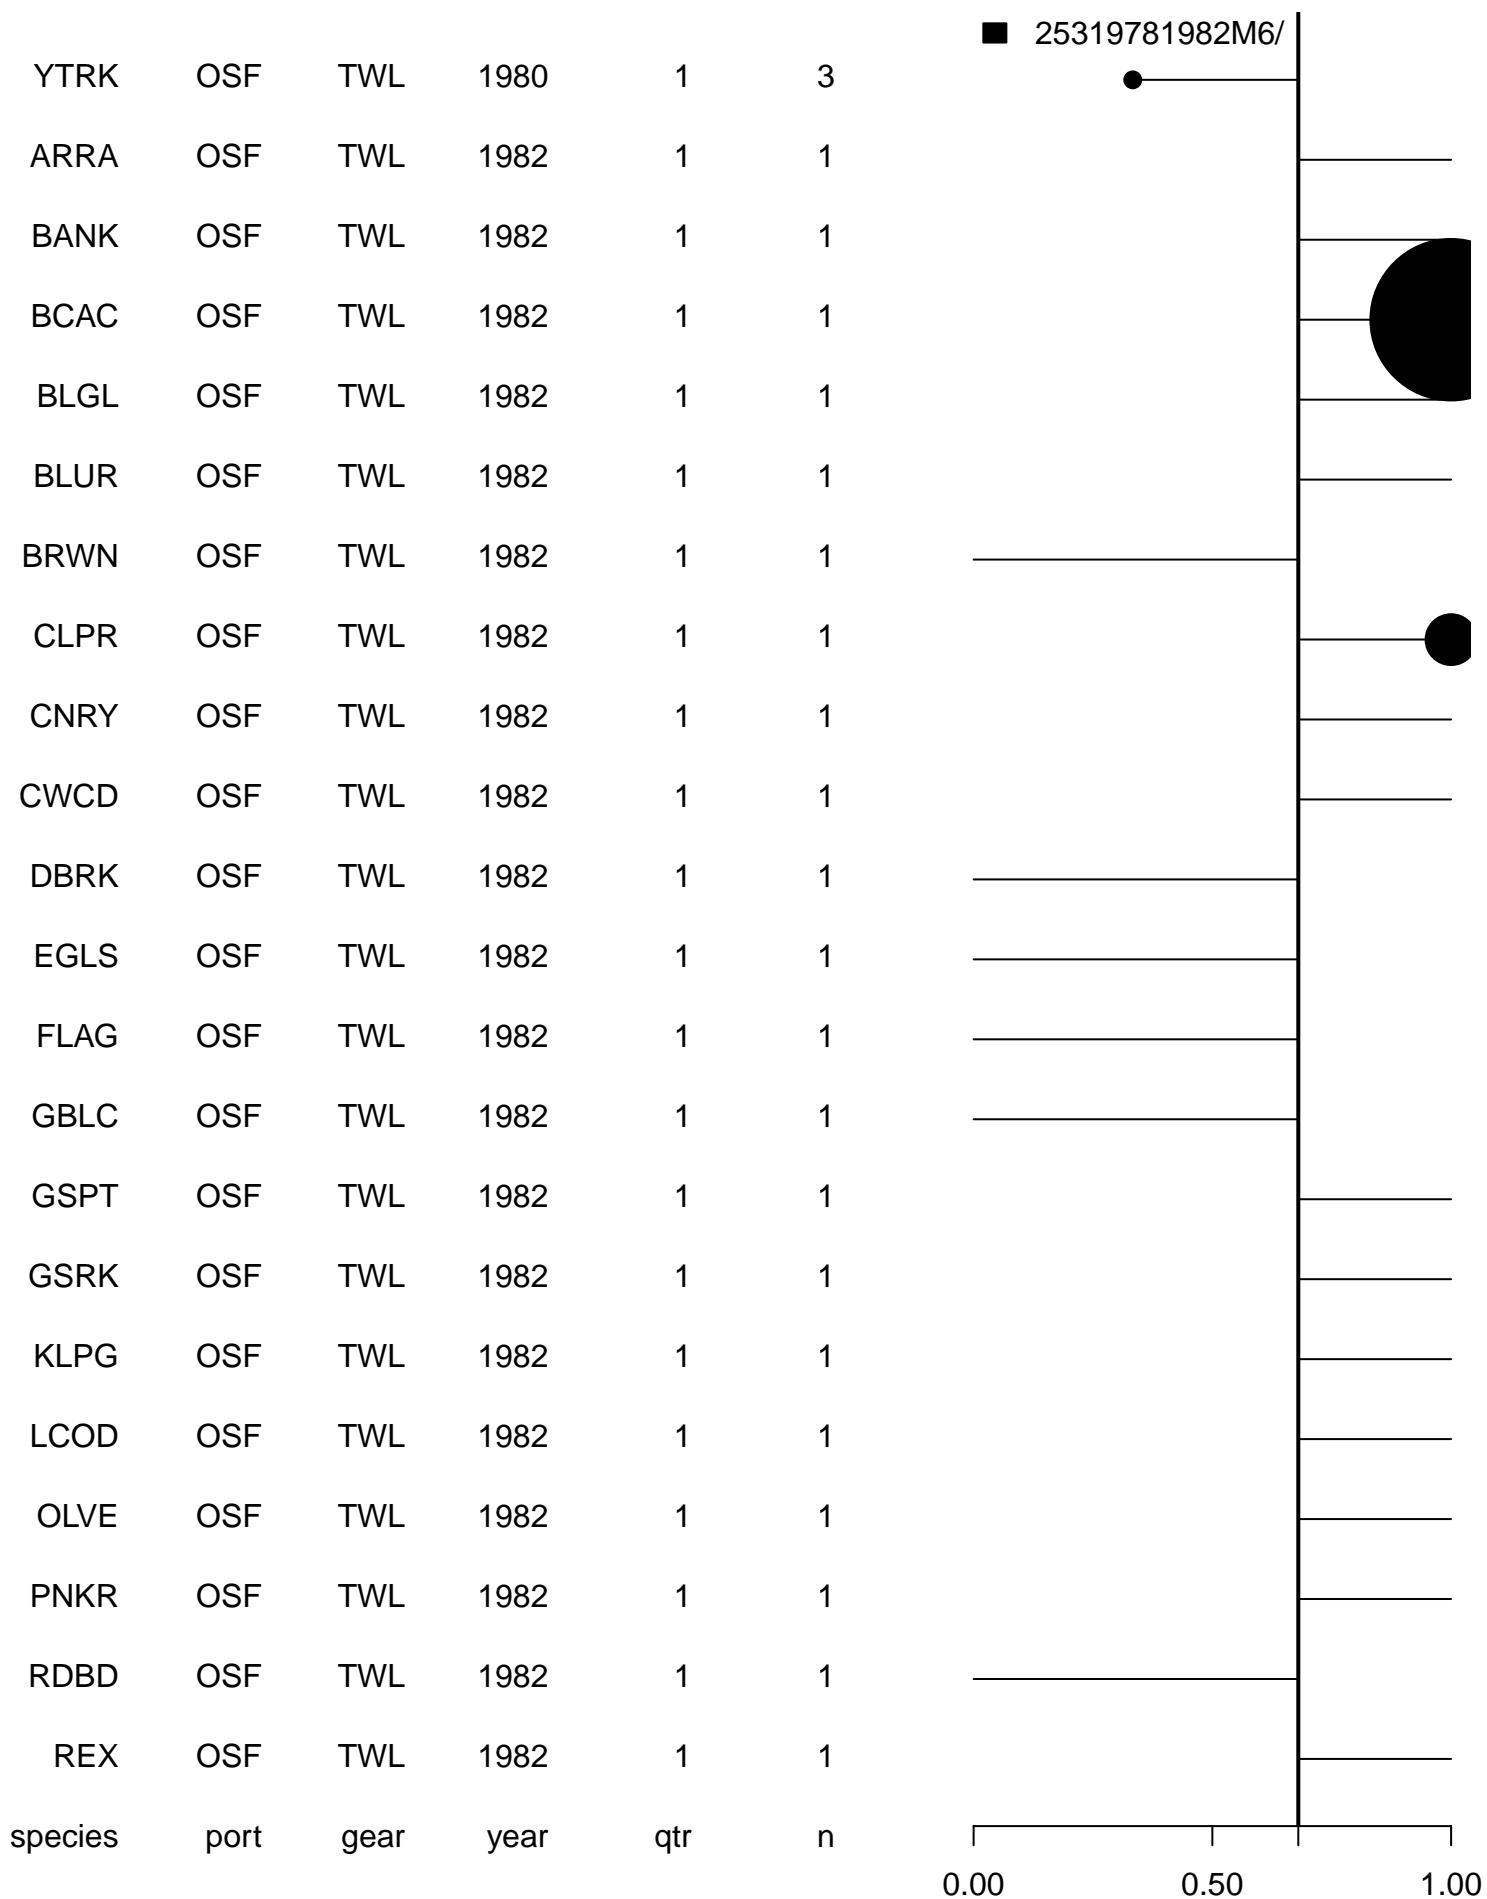 25319781982M6/
YTRK OSF TWL 1980 1 3
ARRA OSF TWL 1982 1 1
BANK OSF TWL 1982 1 1
BCAC OSF TWL 1982 1 1
BLGL OSF TWL 1982 1 1
BLUR OSF TWL 1982 1 1
BRWN OSF TWL 1982 1 1
CLPR OSF TWL 1982 1 1
CNRY OSF TWL 1982 1 1
CWCD OSF TWL 1982 1 1
DBRK OSF TWL 1982 1 1
EGLS OSF TWL 1982 1 1
FLAG OSF TWL 1982 1 1
GBLC OSF TWL 1982 1 1
GSPT OSF TWL 1982 1 1
GSRK OSF TWL 1982 1 1
KLPG OSF TWL 1982 1 1
LCOD OSF TWL 1982 1 1
OLVE OSF TWL 1982 1 1
PNKR OSF TWL 1982 1 1
RDBD OSF TWL 1982 1 1
REX OSF TWL 1982 1 1
species port gear year qtr n
0.00 0.50 1.00